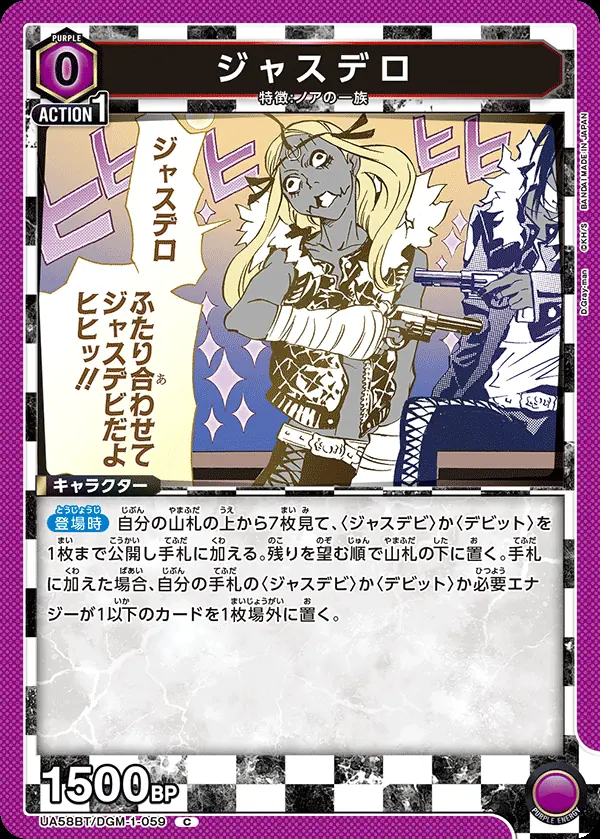 PURPLE
0
ACTION 1
ジャスデロ
特徴:ノアの一族
ヒヒヒ
ジャスデロ
ふたり合わせて
ジャスデビだよ
ヒヒッ!!
D.Gray-man ©KH/S BANDAI MADE IN JAPAN
キャラクター
登場時 自分の山札の上から7枚見て、〈ジャスデビ〉か〈デビット〉を
1枚まで公開し手札に加える。残りを望む順で山札の下に置く。手札
に加えた場合、自分の手札の〈ジャスデビ〉か〈デビット〉か必要エナ
ジーが1以下のカードを1枚場外に置く。
1500BP
UA58BT/DGM-1-059 C
PURPLE ENERGY